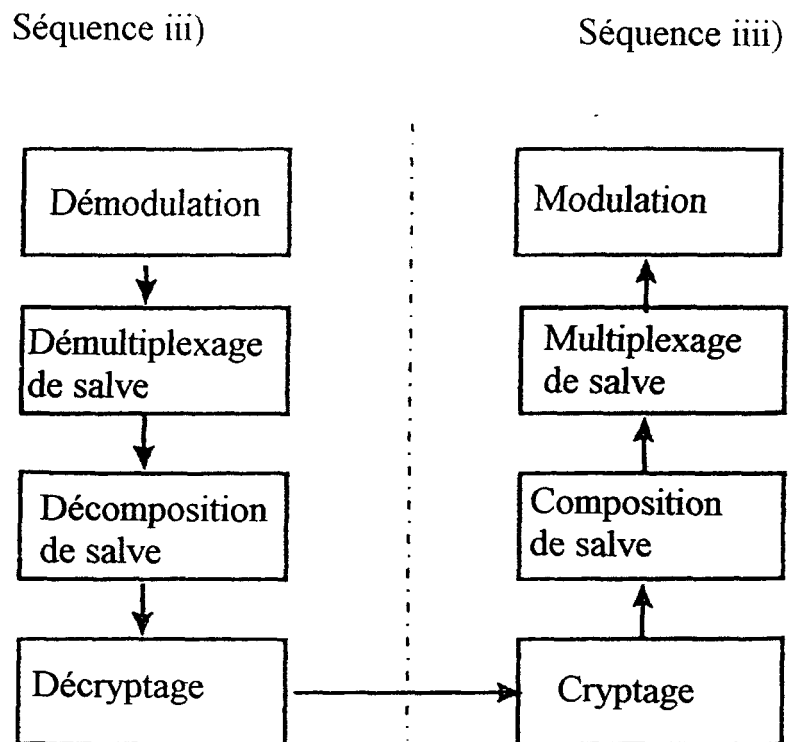 Séquence iii)
Séquence iiii)
Démodulation
Démultiplexage
de salve
Décomposition
de salve
Décryptage
Modulation
Multiplexage
de salve
Composition
de salve
Cryptage